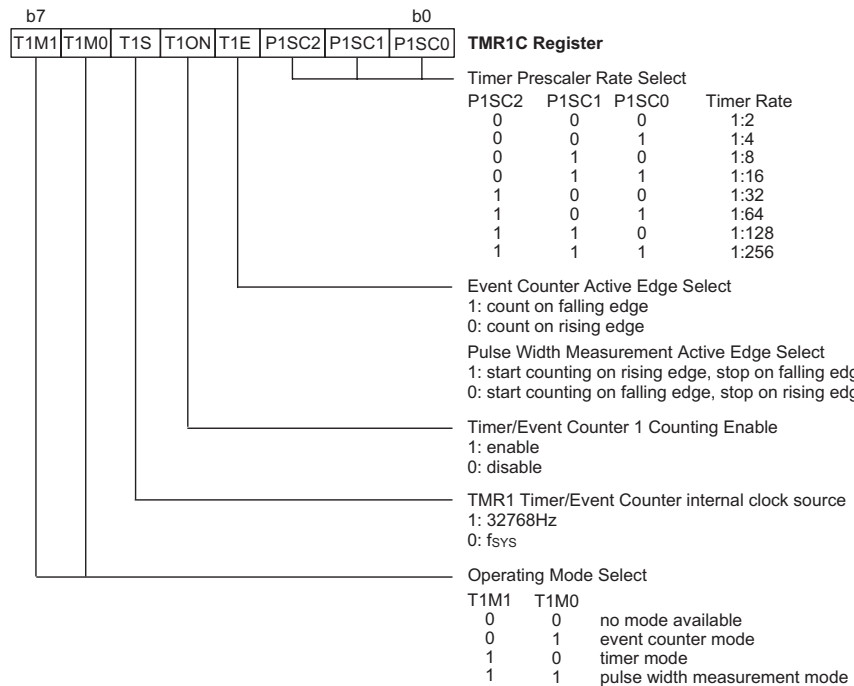 b7 b0
T1M1 T1M0 T1S T1ON T1E P1SC2 P1SC1 P1SC0 TMR1C Register
Timer Prescaler Rate Select
P1SC2 P1SC1 P1SC0 Timer Rate
0 0 0 1:2
0 0 1 1:4
0 1 0 1:8
0 1 1 1:16
1 0 0 1:32
1 0 1 1:64
1 1 0 1:128
1 1 1 1:256
Event Counter Active Edge Select
1: count on falling edge
0: count on rising edge
Pulse Width Measurement Active Edge Select
1: start counting on rising edge, stop on falling edg
0: start counting on falling edge, stop on rising edg
Timer/Event Counter 1 Counting Enable
1: enable
0: disable
TMR1 Timer/Event Counter internal clock source
1: 32768Hz
0: fSYS
Operating Mode Select
T1M1 T1M0
0 0 no mode available
0 1 event counter mode
1 0 timer mode
1 1 pulse width measurement mode